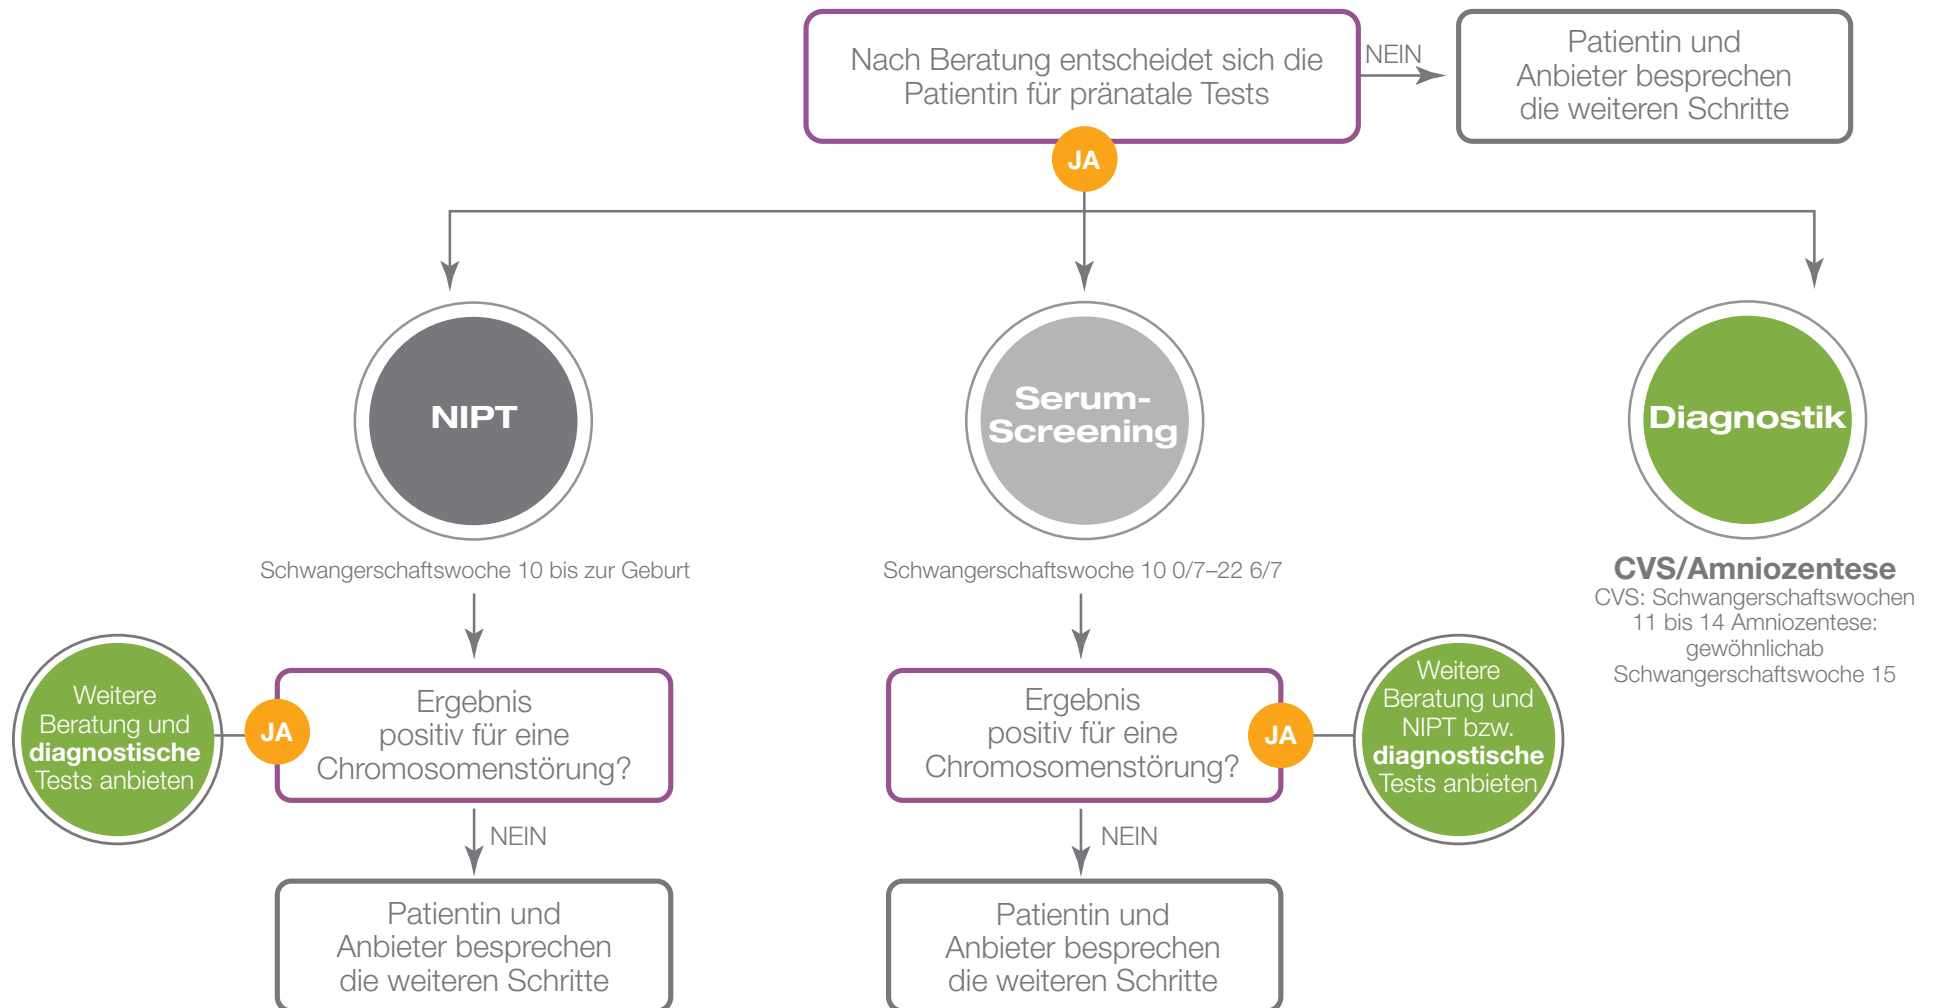 Nach Beratung entscheidet sich die
Patientin für pränatale Tests
NEIN
Patientin und
Anbieter besprechen
die weiteren Schritte
JA
NIPT
Serum-
Screening
Diagnostik
Schwangerschaftswoche 10 bis zur Geburt
Schwangerschaftswoche 10 0/7–22 6/7
CVS/Amniozentese
CVS: Schwangerschaftswochen
11 bis 14 Amniozentese:
gewöhnlichab
Schwangerschaftswoche 15
Weitere
Beratung und
diagnostische
Tests anbieten
JA
Ergebnis
positiv für eine
Chromosomenstörung?
Ergebnis
positiv für eine
Chromosomenstörung?
JA
Weitere
Beratung und
NIPT bzw.
diagnostische
Tests anbieten
NEIN
NEIN
Patientin und
Anbieter besprechen
die weiteren Schritte
Patientin und
Anbieter besprechen
die weiteren Schritte